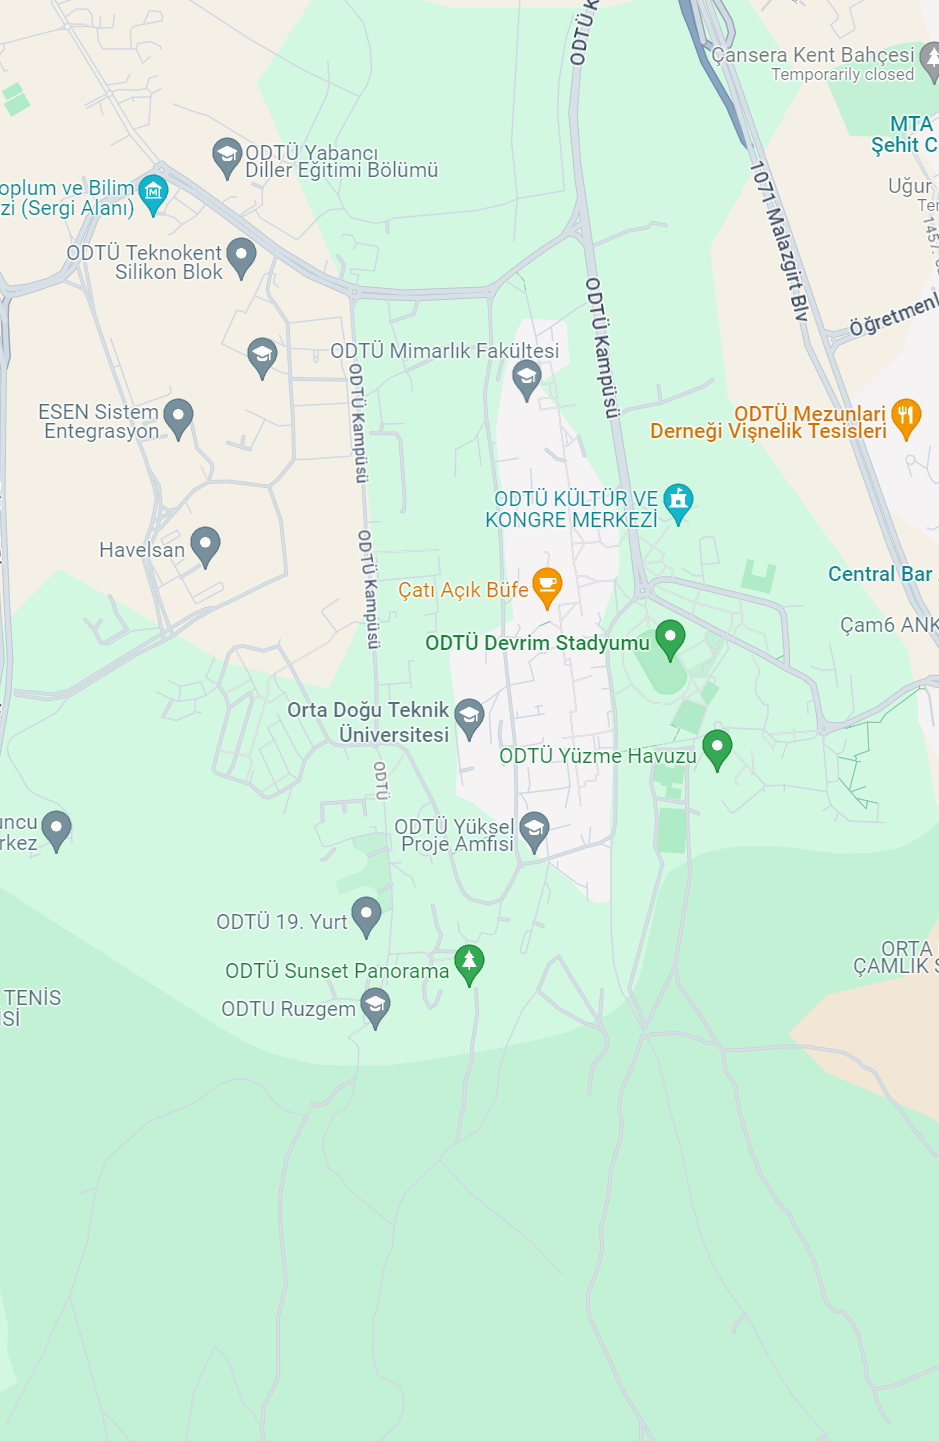 ODTÜ K
Çansera Kent Bahçesi
Temporarily closed
MTA
Şehit C
ODTÜ Yabancı
Diller Eğitimi Bölümü
oplum ve Bilim
zi (Sergi Alanı)
Uğur
Te
1071 Malazgirt Blv
1457.
ODTÜ Teknokent
Silikon Blok
ODTÜ Kampüsü
Öğretmenl
ODTÜ Mimarlık Fakültesi
ODTÜ Kampüsü
ESEN Sistem
Entegrasyon
ODTÜ Mezunlari
Derneği Vişnelik Tesisleri
ODTÜ KÜLTÜR VE
KONGRE MERKEZİ
Havelsan
ODTÜ Kampüsü
Çatı Açık Büfe
Central Bar
Çam6 ANK
ODTÜ Devrim Stadyumu
Orta Doğu Teknik
Üniversitesi
ODTÜ Yüzme Havuzu
ODTÜ
uncu
rkez
ODTÜ Yüksel
Proje Amfisi
ODTÜ 19. Yurt
ORTA
ÇAMLIK S
ODTÜ Sunset Panorama
TENİS
İSİ
ODTU Ruzgem